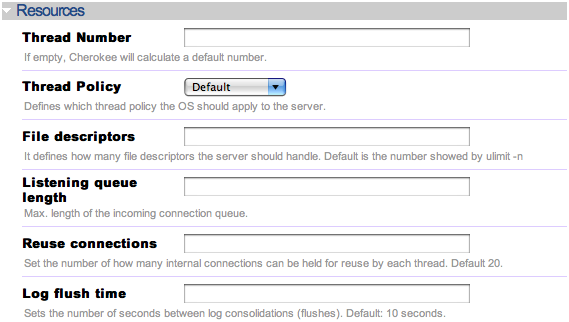 Resources
Thread Number
If empty, Cherokee will calculate a default number.
Thread Policy
Default
Defines which thread policy the OS should apply to the server.
File descriptors
It defines how many file descriptors the server should handle. Default is the number showed by ulimit -n
Listening queue
length
Max. length of the incoming connection queue.
Reuse connections
Set the number of how many internal connections can be held for reuse by each thread. Default 20.
Log flush time
Sets the number of seconds between log consolidations (flushes). Default: 10 seconds.